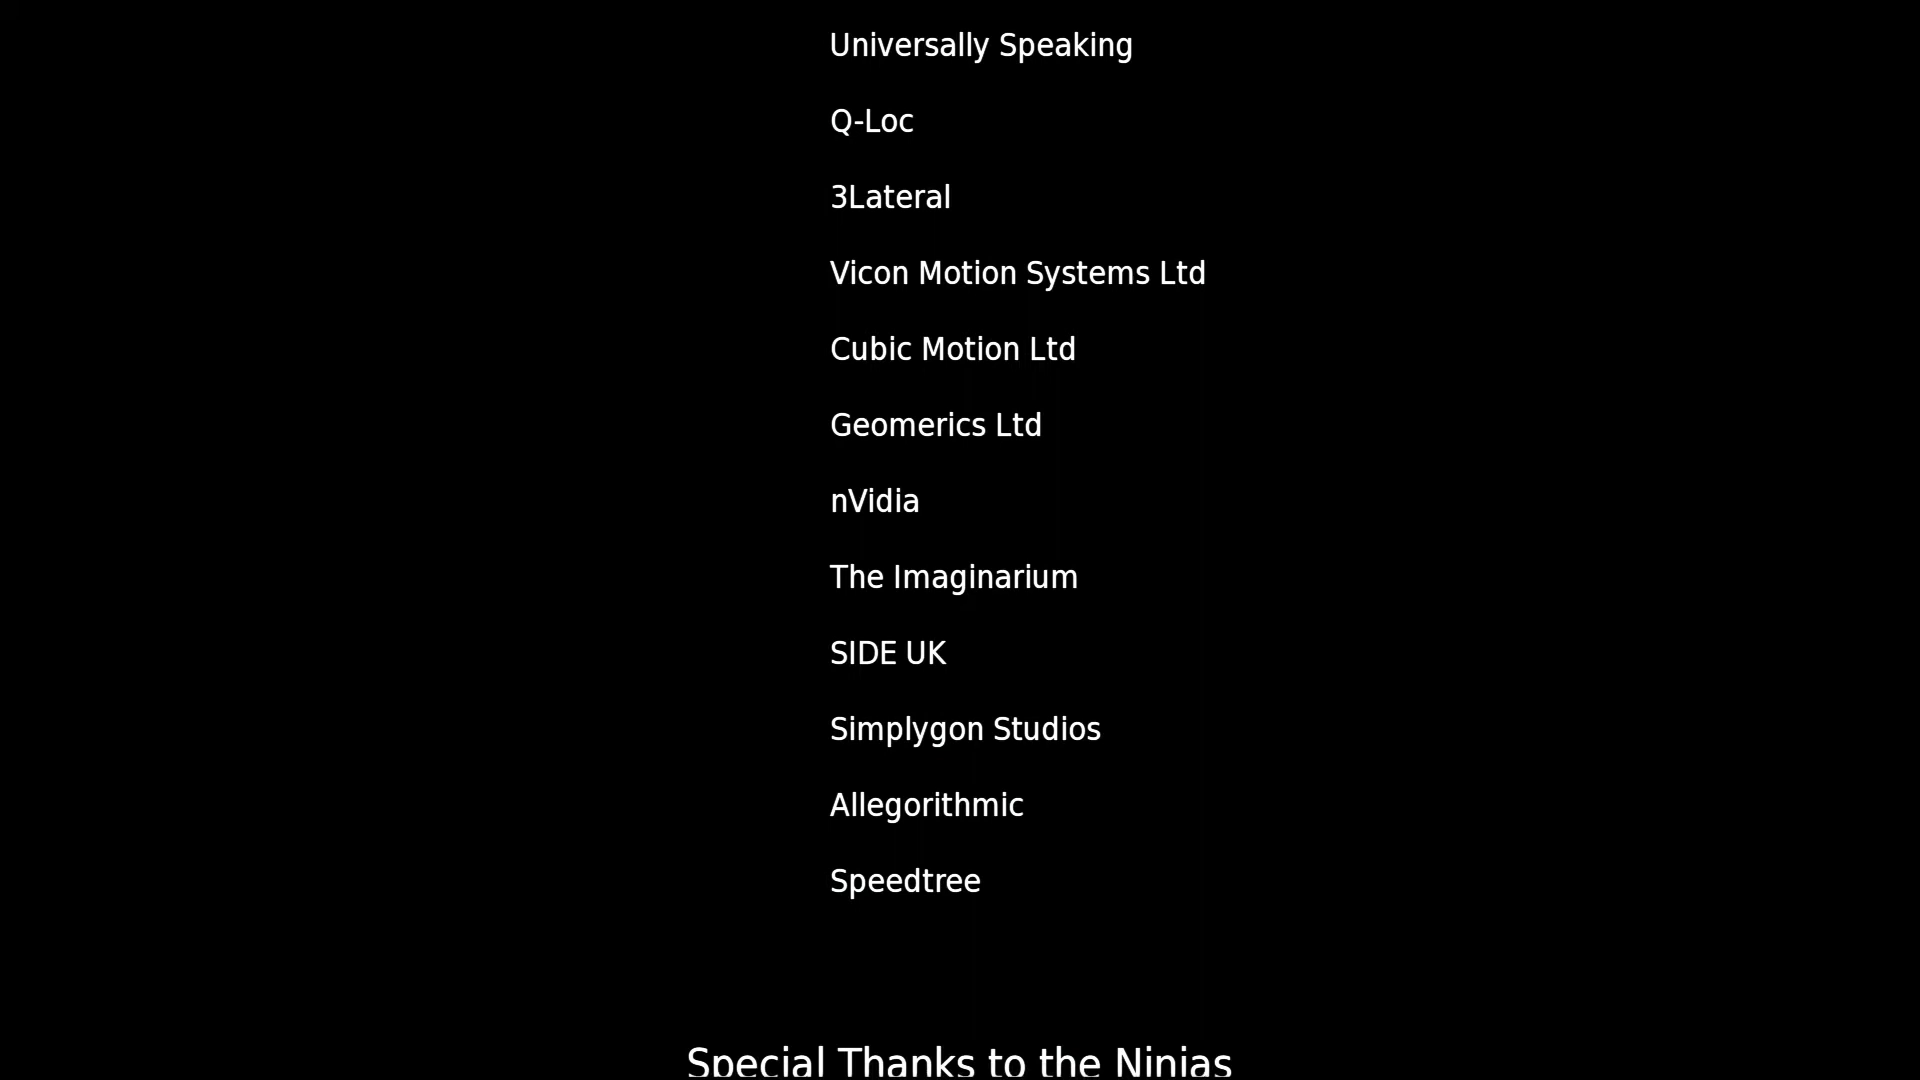 Universally Speaking
Q-Loc
3Lateral
Vicon Motion Systems Ltd
Cubic Motion Ltd
Geomerics Ltd
nVidia
The Imaginarium
SIDE UK
Simplygon Studios
Allegorithmic
Speedtree
Special Thanks to the Ninjas